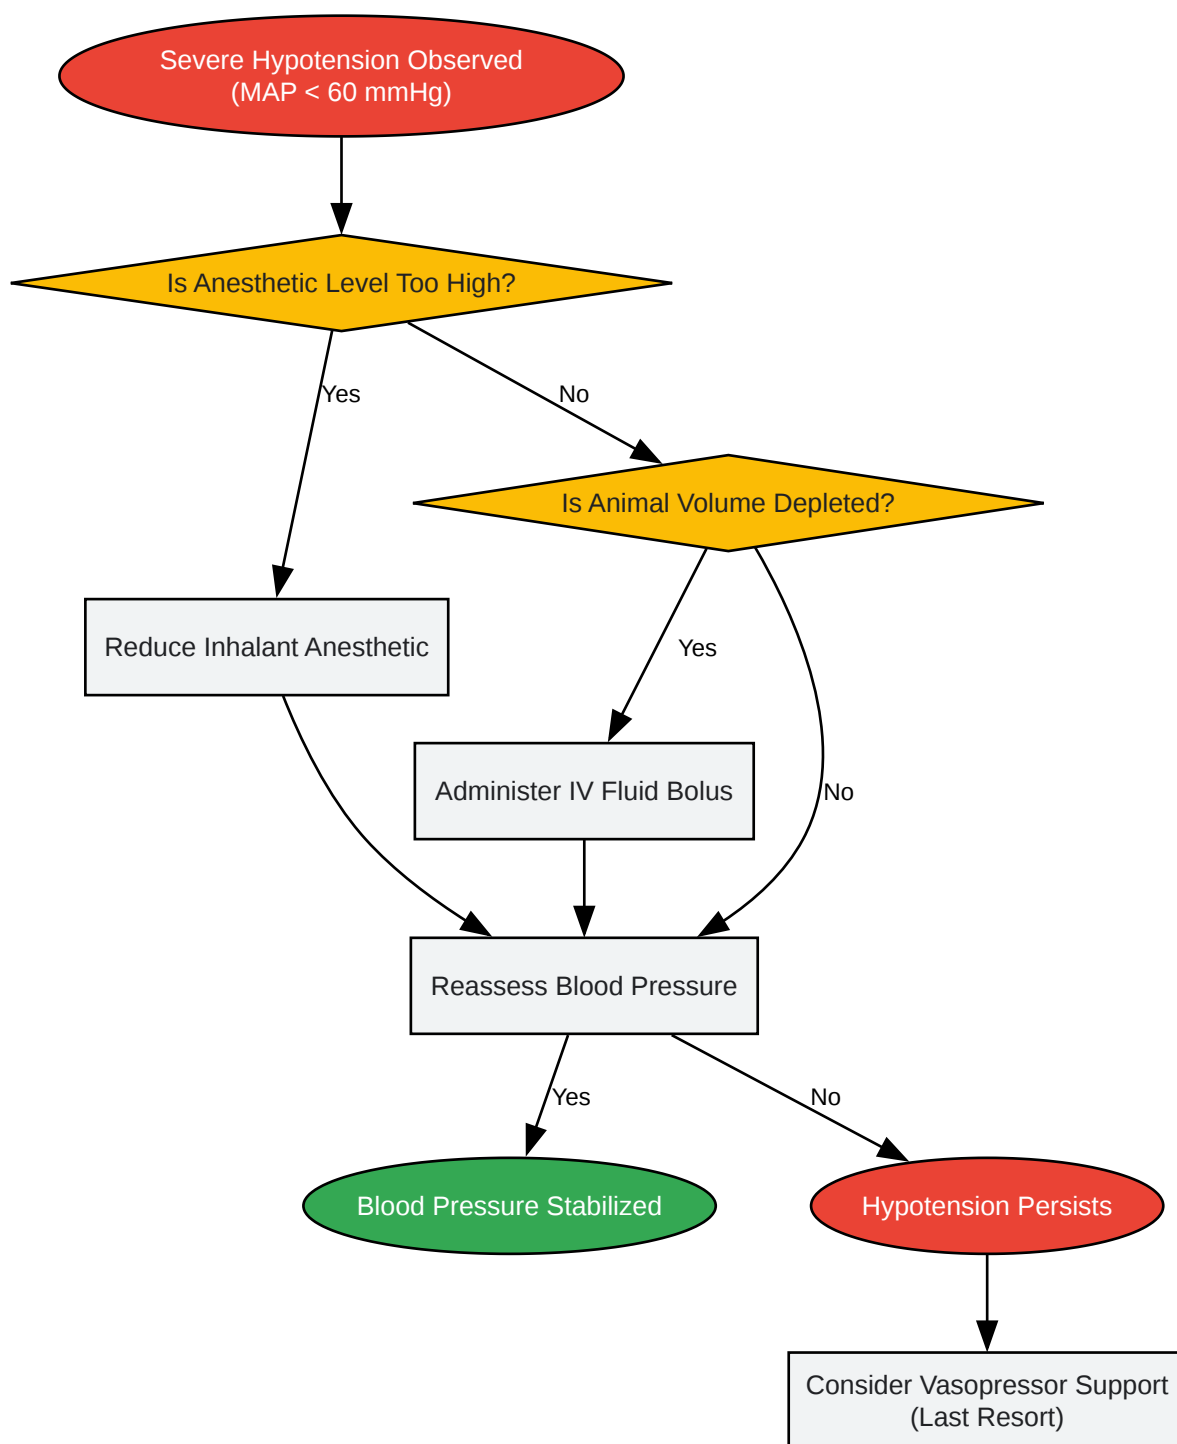 Severe Hypotension Observed
(MAP < 60 mmHg)
Is Anesthetic Level Too High?
Yes
No
Is Animal Volume Depleted?
Reduce Inhalant Anesthetic
Yes
Administer IV Fluid Bolus
No
Reassess Blood Pressure
Yes
No
Blood Pressure Stabilized
Hypotension Persists
Consider Vasopressor Support
(Last Resort)